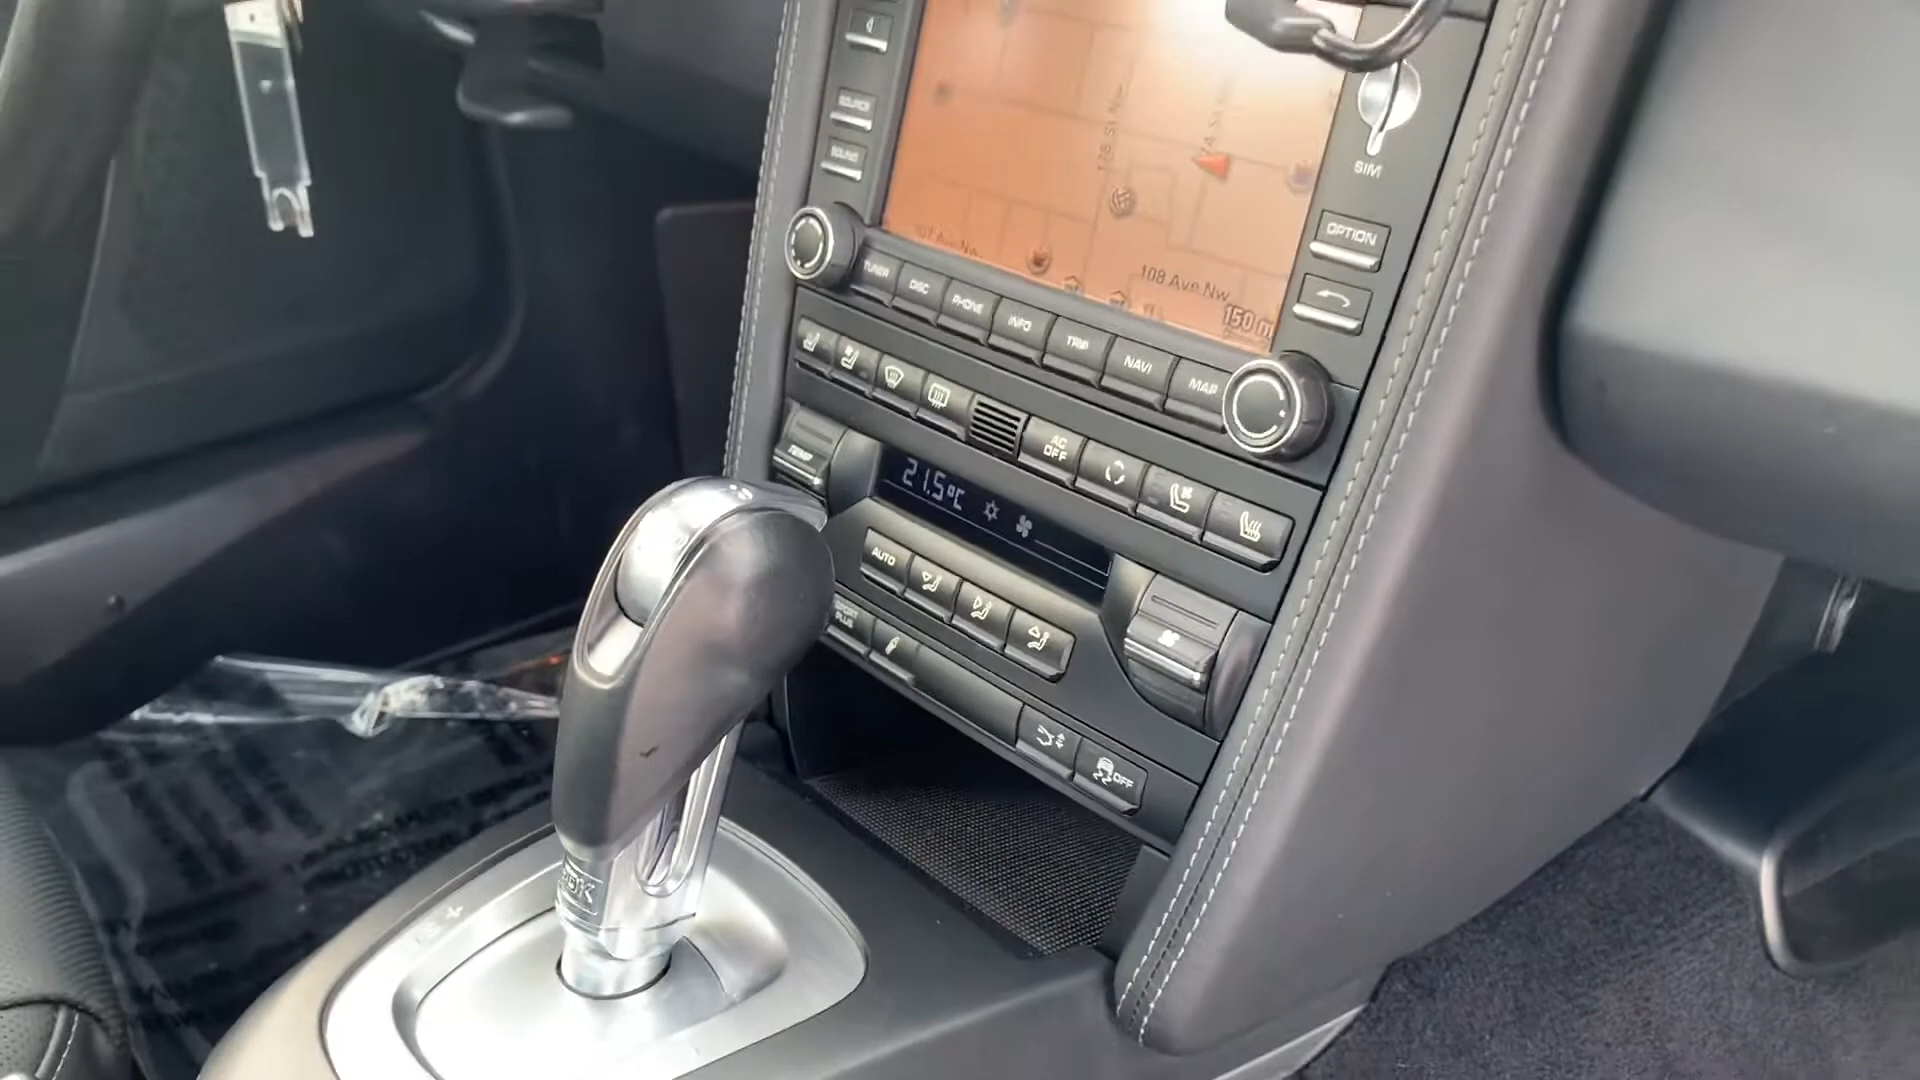 SOURCE
SOUND
SIM
OPTION
178 St Nw
108 Ave Nw
150 m
TUNER
DISC
PHONE
INFO
TRIP
NAVI
MAP
AC
OFF
TEMP
21.5°C
AUTO
SPORT
PLUS
OFF
PDK